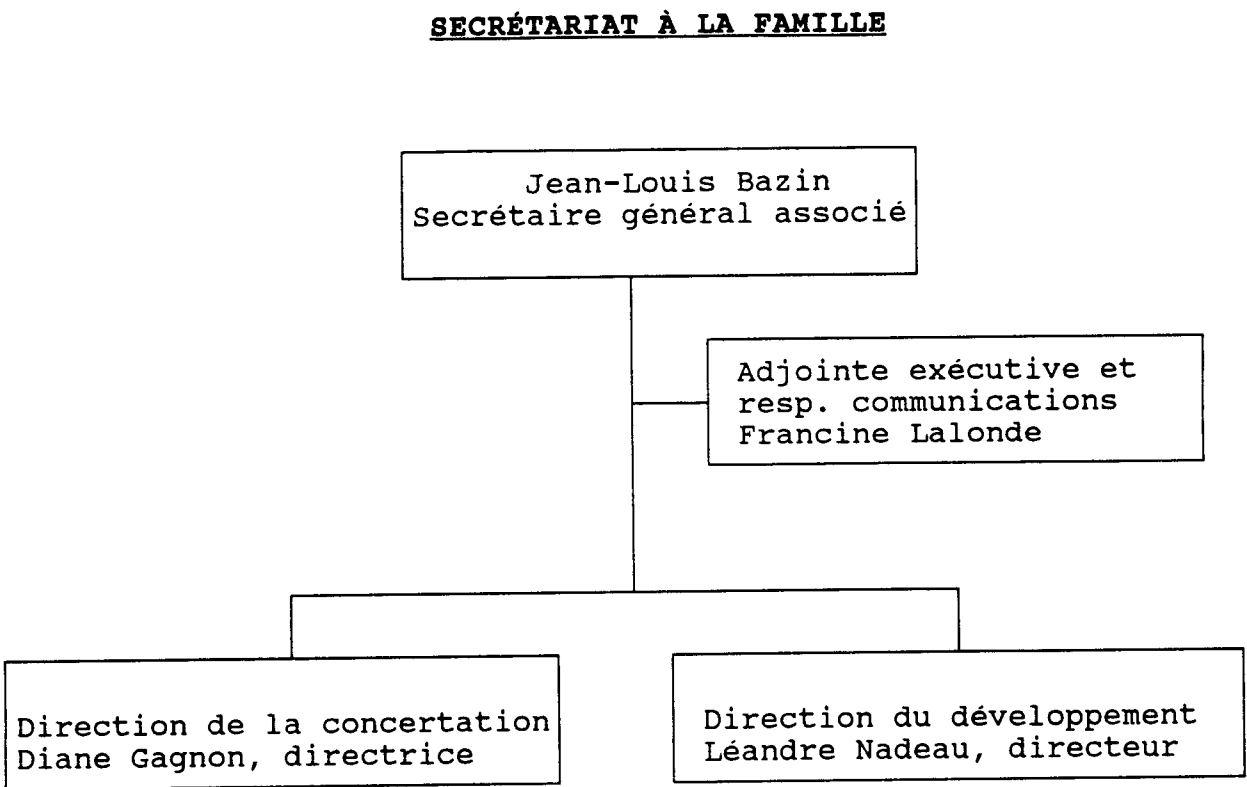 SECRÉTARIAT À LA FAMILLE
Jean-Louis Bazin
Secrétaire général associé
Adjointe exécutive et
resp. communications
Francine Lalonde
Direction de la concertation
Diane Gagnon, directrice
Direction du développement
Léandre Nadeau, directeur